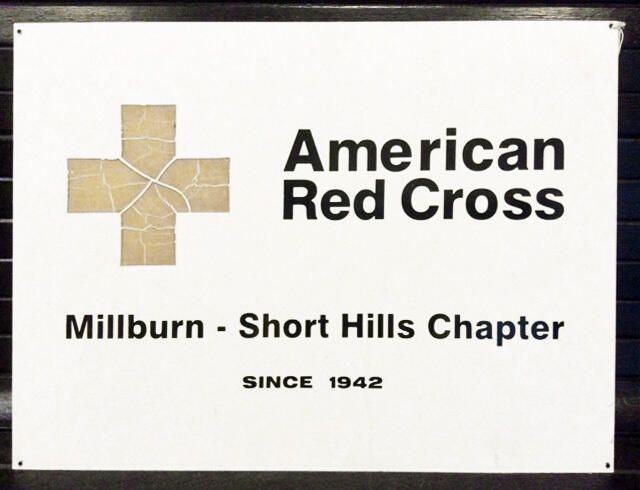 American
Red Cross
Millburn - Short Hills Chapter
SINCE 1942